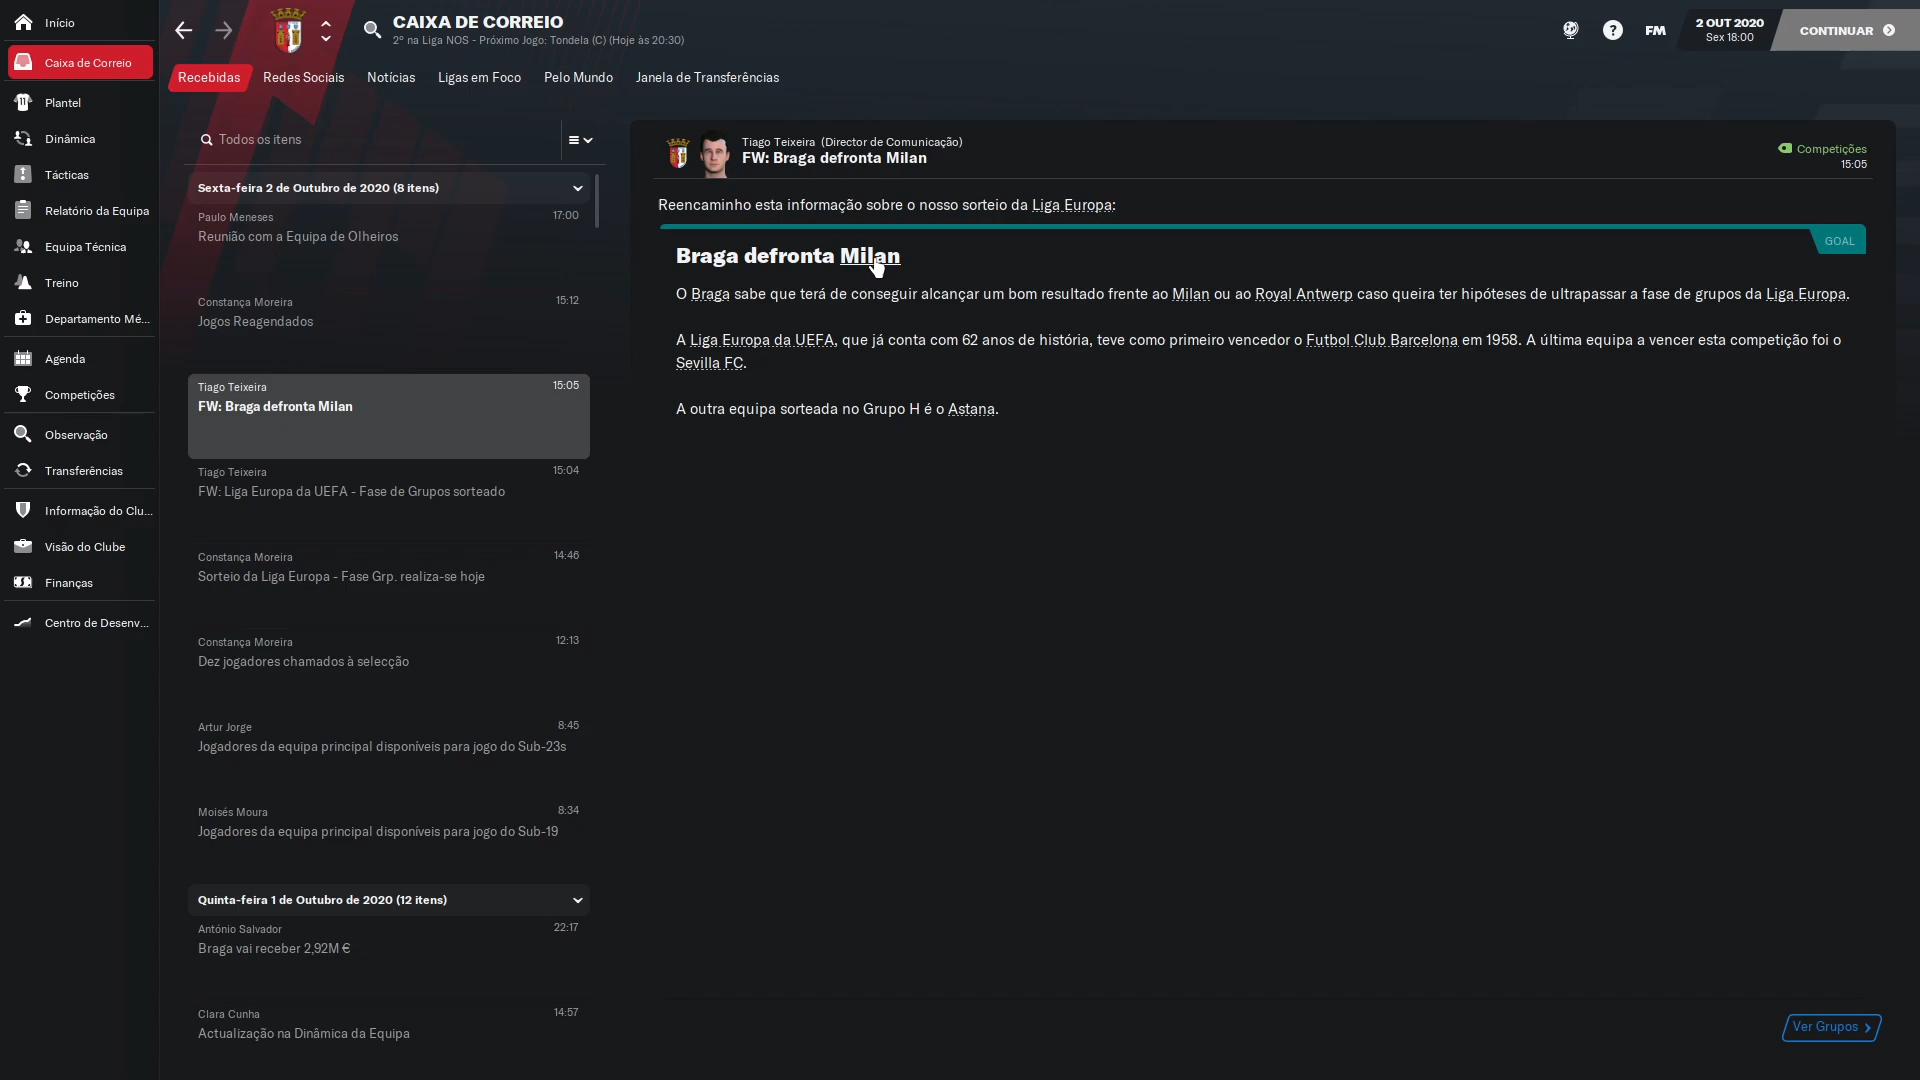 Início
Caixa de Correio
Plantel
Dinâmica
Tácticas
Relatório da Equipa
Equipa Técnica
Treino
Departamento Mé...
Agenda
Competições
Observação
Transferências
Informação do Clu...
Visão do Clube
Finanças
Centro de Desenv...
CAIXA DE CORREIO
2º na Liga NOS - Próximo Jogo: Tondela (C) (Hoje às 20:30)
FM
2 OUT 2020
Sex 18:00
CONTINUAR
Recebidas Redes Sociais Notícias Ligas em Foco Pelo Mundo Janela de Transferências
Todos os itens
Sexta-feira 2 de Outubro de 2020 (8 itens)
Paulo Meneses 17:00
Reunião com a Equipa de Olheiros
Constança Moreira 15:12
Jogos Reagendados
Tiago Teixeira 15:05
FW: Braga defronta Milan
Tiago Teixeira 15:04
FW: Liga Europa da UEFA - Fase de Grupos sorteado
Constança Moreira 14:46
Sorteio da Liga Europa - Fase Grp. realiza-se hoje
Constança Moreira 12:13
Dez jogadores chamados à selecção
Artur Jorge 8:45
Jogadores da equipa principal disponíveis para jogo do Sub-23s
Moisés Moura 8:34
Jogadores da equipa principal disponíveis para jogo do Sub-19
Quinta-feira 1 de Outubro de 2020 (12 itens)
António Salvador 22:17
Braga vai receber 2,92M €
Clara Cunha 14:57
Actualização na Dinâmica da Equipa
Tiago Teixeira (Director de Comunicação)
FW: Braga defronta Milan
Competições
15:05
Reencaminho esta informação sobre o nosso sorteio da Liga Europa:
GOAL
Braga defronta Milan
O Braga sabe que terá de conseguir alcançar um bom resultado frente ao Milan ou ao Royal Antwerp caso queira ter hipóteses de ultrapassar a fase de grupos da Liga Europa.
A Liga Europa da UEFA, que já conta com 62 anos de história, teve como primeiro vencedor o Futbol Club Barcelona em 1958. A última equipa a vencer esta competição foi o
Sevilla FC.
A outra equipa sorteada no Grupo H é o Astana.
Ver Grupos